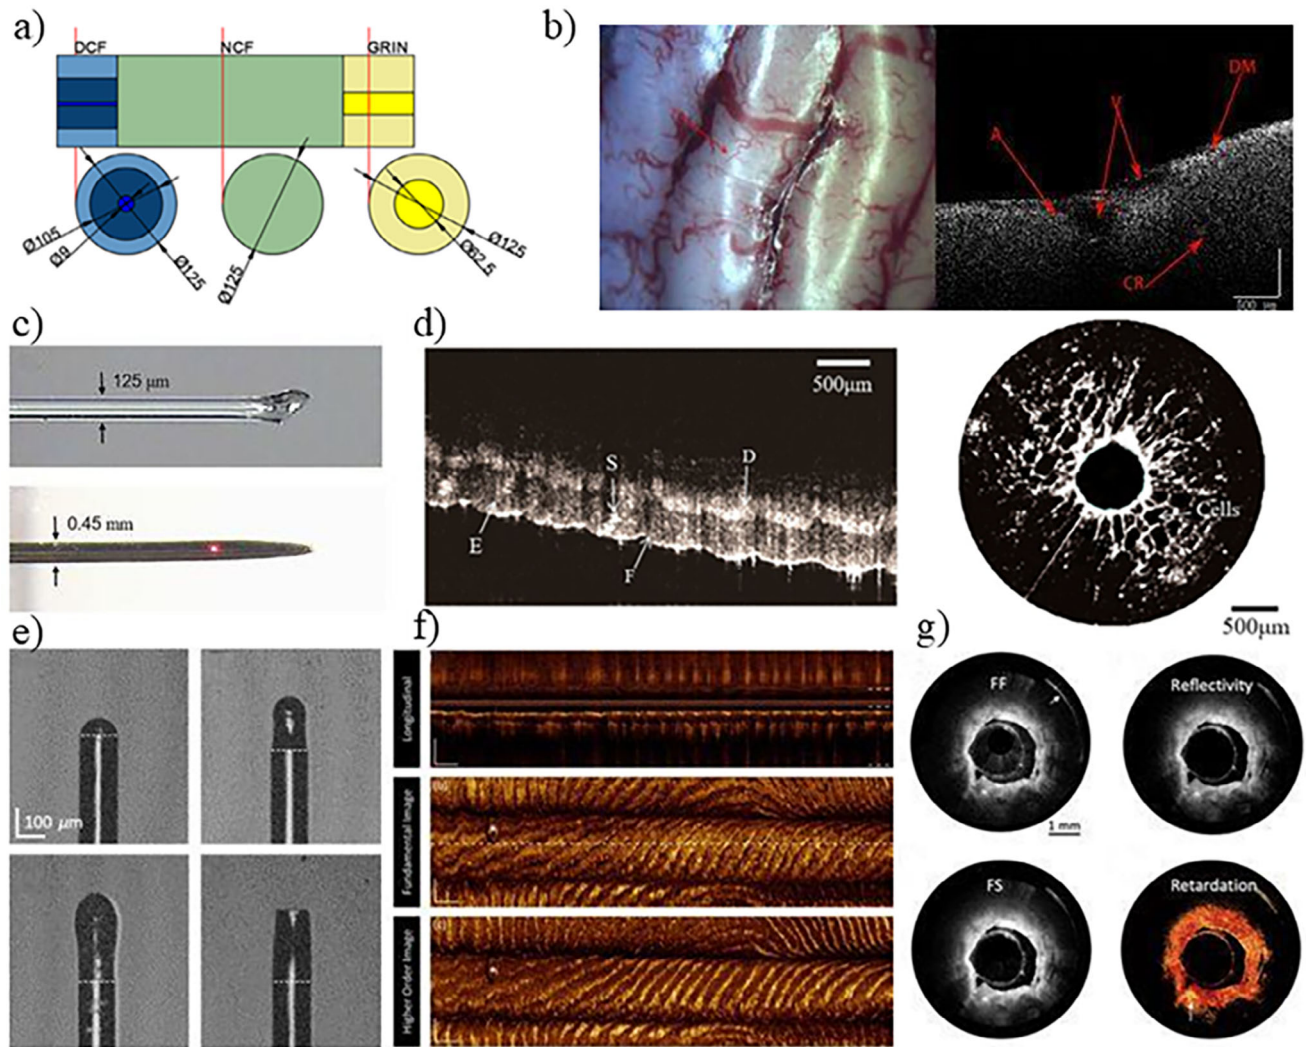 a)
DCF
NCF
GRIN
Ø105
Ø9
Ø125
Ø125
Ø62.5
Ø125
b)
A
V
DM
CR
500 μm
c)
125 μm
0.45 mm
d)
500μm
S
D
E
F
Cells
500μm
e)
100 μm
f)
Longitudinal
Fundamental Image
Higher Order Image
g)
FF
1 mm
Reflectivity
FS
Retardation